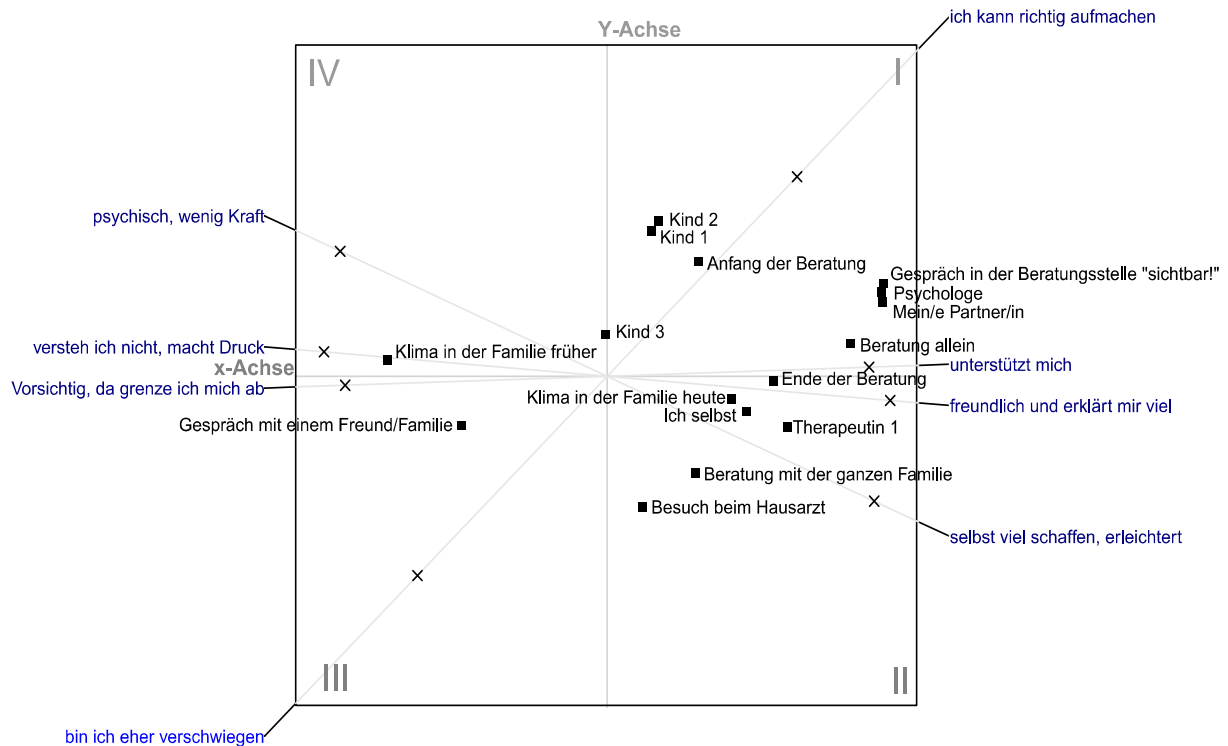 ich kann richtig aufmachen
Y-Achse
IV
I
psychisch, wenig Kraft
Kind 2
Kind 1
Anfang der Beratung
Gespräch in der Beratungsstelle "sichtbar!"
Psychologe
Mein/e Partner/in
Kind 3
versteh ich nicht, macht Druck
Klima in der Familie früher
Beratung allein
x-Achse
unterstützt mich
Vorsichtig, da grenze ich mich ab
Ende der Beratung
Klima in der Familie heute
freundlich und erklärt mir viel
Ich selbst
Gespräch mit einem Freund/Familie
Therapeutin 1
Beratung mit der ganzen Familie
Besuch beim Hausarzt
selbst viel schaffen, erleichtert
III
II
bin ich eher verschwiegen